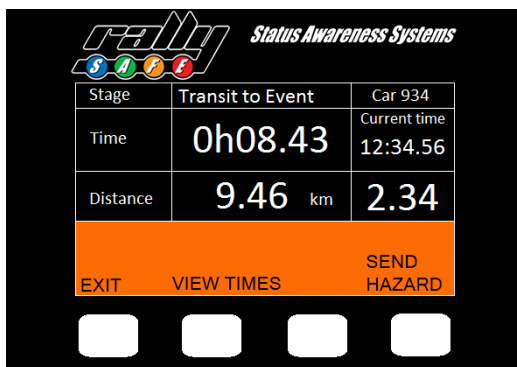 rally
SAFE
Status Awareness Systems
Stage Transit to Event Car 934
Time 0h08.43 Current time
12:34.56
Distance 9.46 km 2.34
EXIT VIEW TIMES SEND
HAZARD